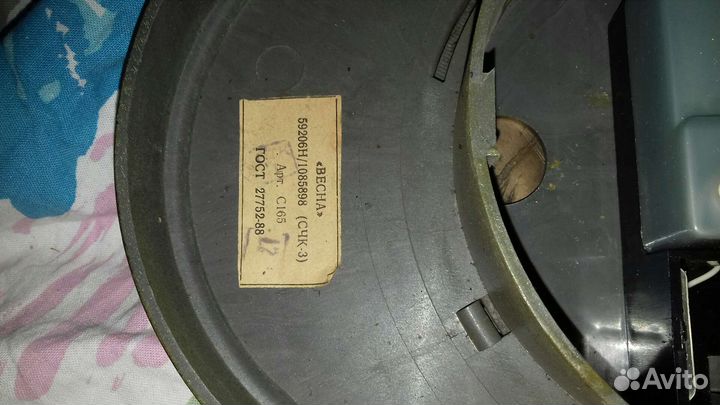 «ВЕСНА»
59206Н/1085898 (СЧК-3)
Арт. С165
ГОСТ 27752-88
Avito